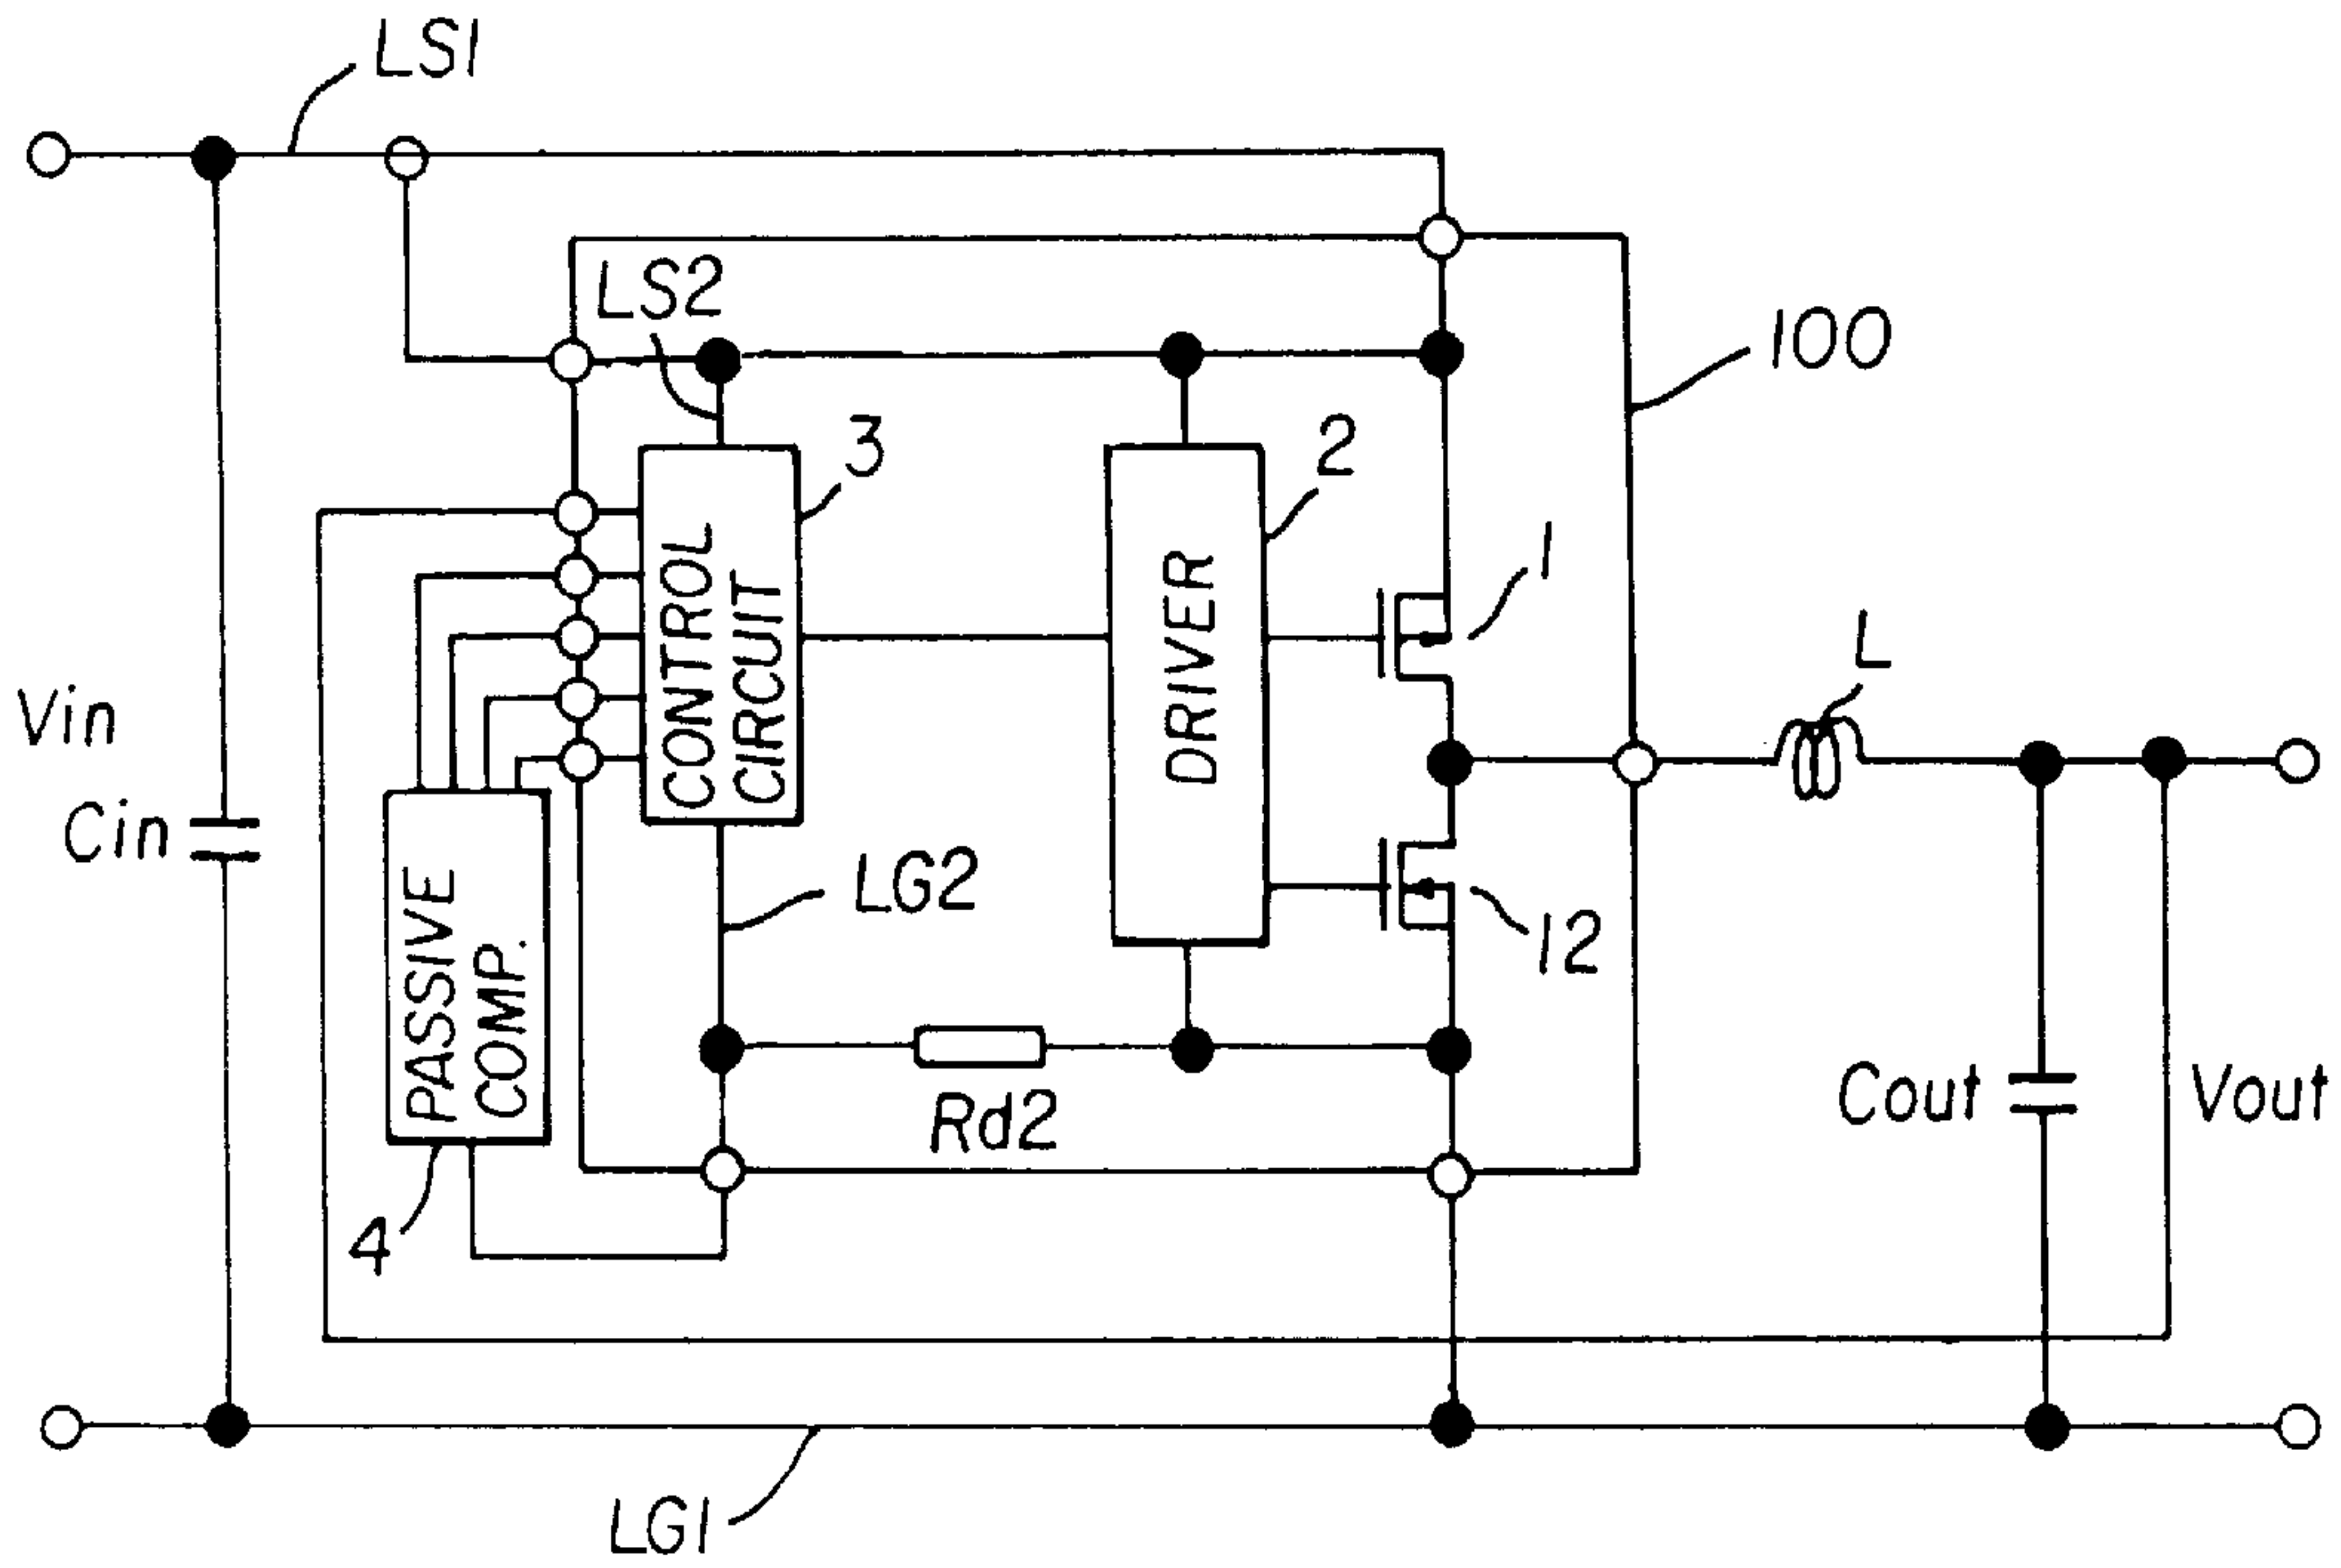 LS1
LS2
100
3
2
1
L
CONTROL
CIRCUIT
DRIVER
Vin
Cin
PASSIVE
COMP.
LG2
12
Rd2
Cout
Vout
4
LG1